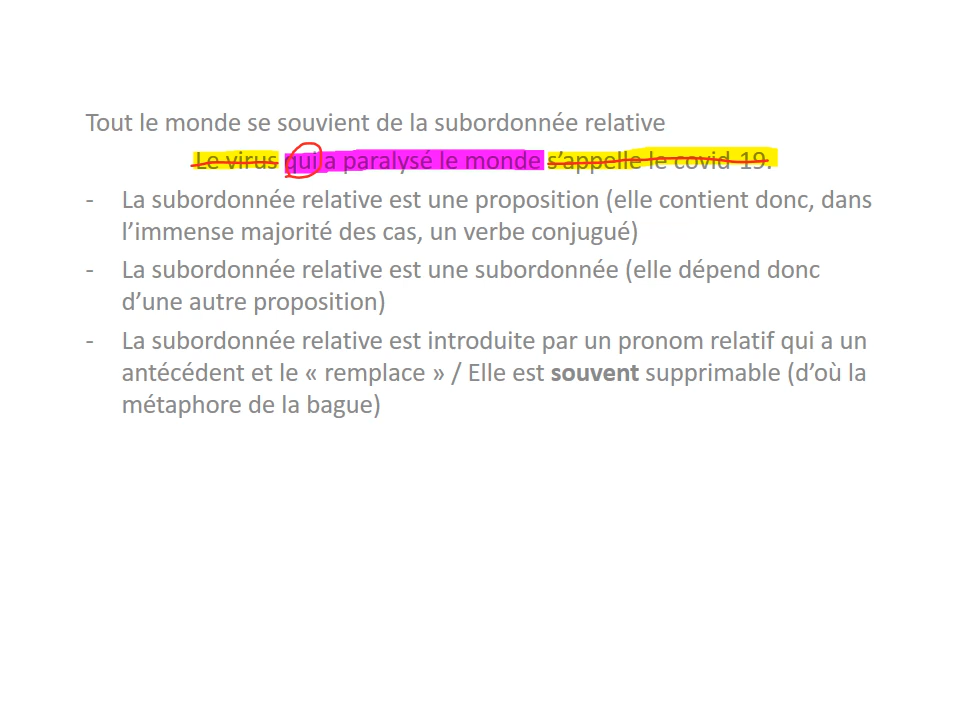 Tout le monde se souvient de la subordonnée relative
Le virus qui a paralysé le monde s’appelle le covid-19.
- La subordonnée relative est une proposition (elle contient donc, dans
l’immense majorité des cas, un verbe conjugué)
- La subordonnée relative est une subordonnée (elle dépend donc
d’une autre proposition)
- La subordonnée relative est introduite par un pronom relatif qui a un
antécédent et le « remplace » / Elle est souvent supprimable (d’où la
métaphore de la bague)